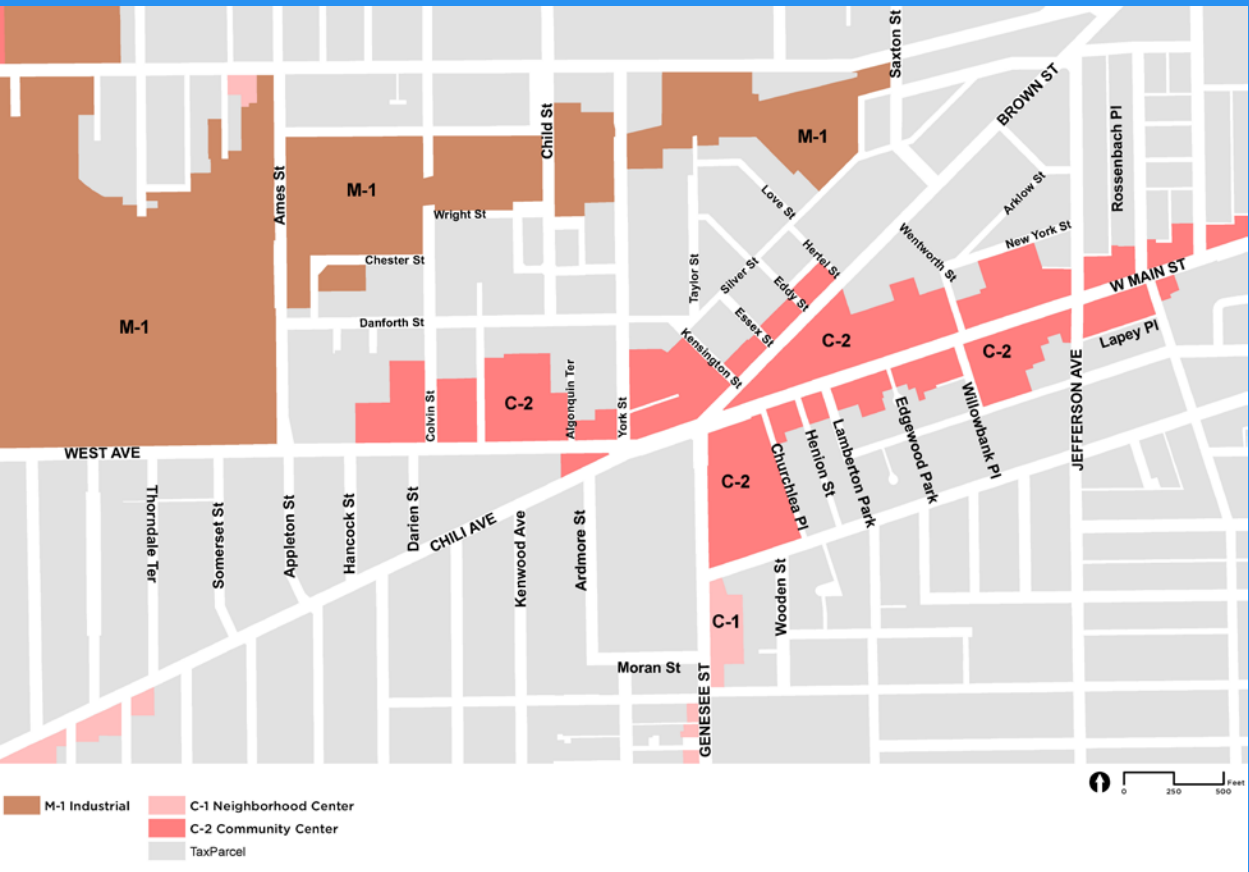 Saxton St
BROWN ST
Child St
M-1
Rossenbach Pl
Ames St
M-1
Love St
Arklow St
Wright St
New York St
Wentworth St
Hertel St
Chester St
Taylor St
Silver St
W MAIN ST
Eddy St
M-1
Danforth St
Essex St
C-2
Lapey Pl
Kensington St
C-2
JEFFERSON AVE
C-2
Algonquin Ter
Colvin St
York St
Willowbank Pl
Edgewood Park
Lamberton Park
Henlon St
Churchlea Pl
WEST AVE
C-2
Thorndale Ter
Somerset St
Appleton St
Hancock St
Darien St
CHILI AVE
Kenwood Ave
Ardmore St
Wooden St
C-1
Moran St
GENESEE ST
M-1 Industrial
C-1 Neighborhood Center
C-2 Community Center
TaxParcel
Feet
0 250 500